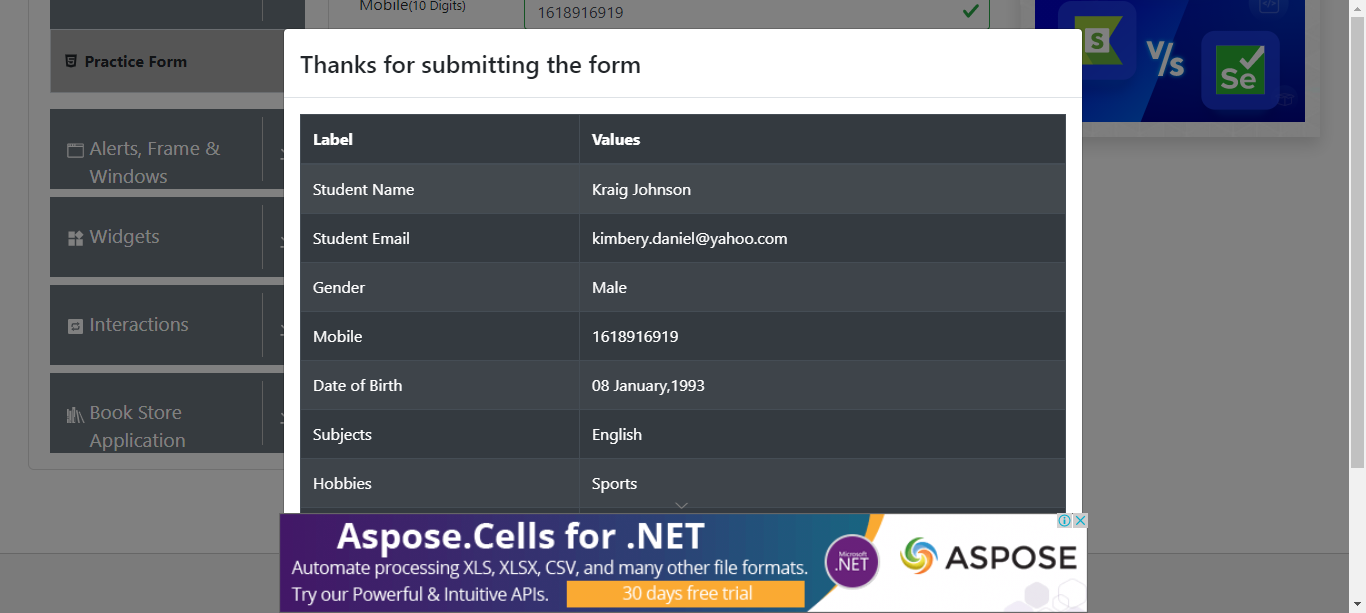 Mobile(10 Digits)
1618916919
Practice Form
Alerts, Frame &
Windows
Widgets
Interactions
Book Store
Application
Thanks for submitting the form
Label Values
Student Name Kraig Johnson
Student Email kimbery.daniel@yahoo.com
Gender Male
Mobile 1618916919
Date of Birth 08 January,1993
Subjects English
Hobbies Sports
S V/s Se
Aspose.Cells for .NET
Automate processing XLS, XLSX, CSV, and many other file formats.
Try our Powerful & Intuitive APIs.
30 days free trial
Microsoft
.NET
ASPOSE